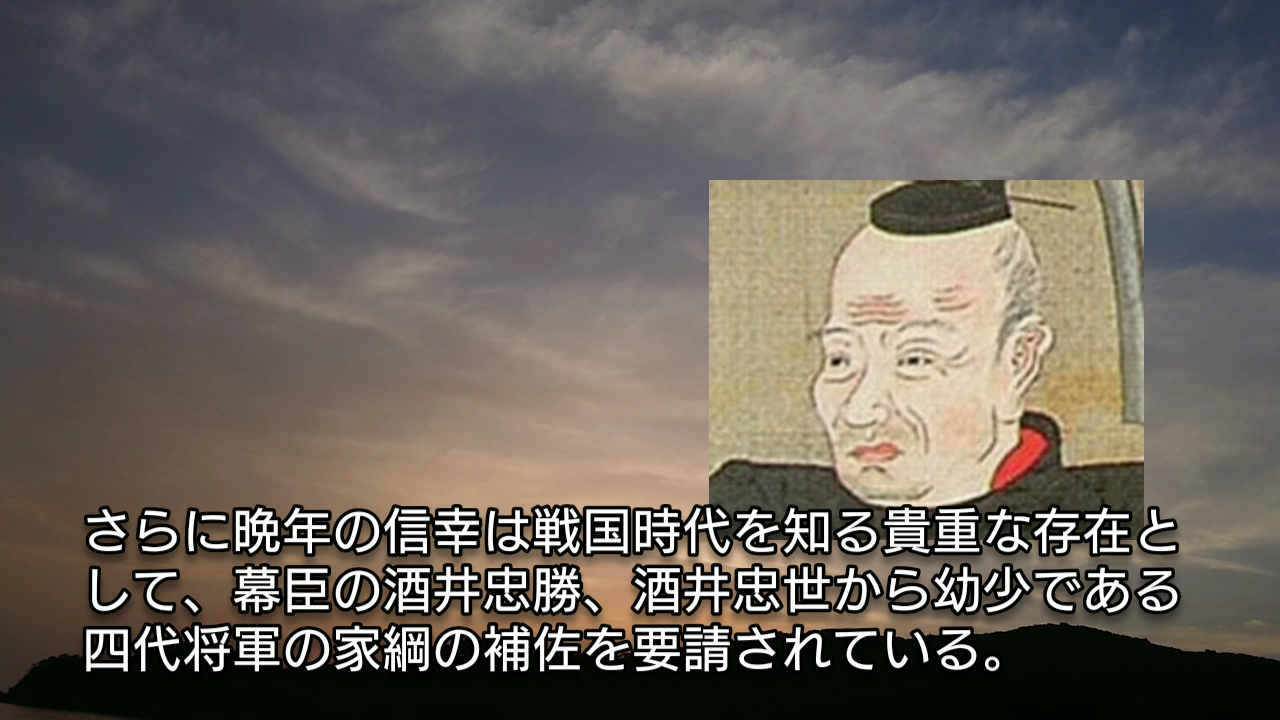 さらに晩年の信幸は戦国時代を知る貴重な存在と
して、幕臣の酒井忠勝、酒井忠世から幼少である
四代将軍の家綱の補佐を要請されている。